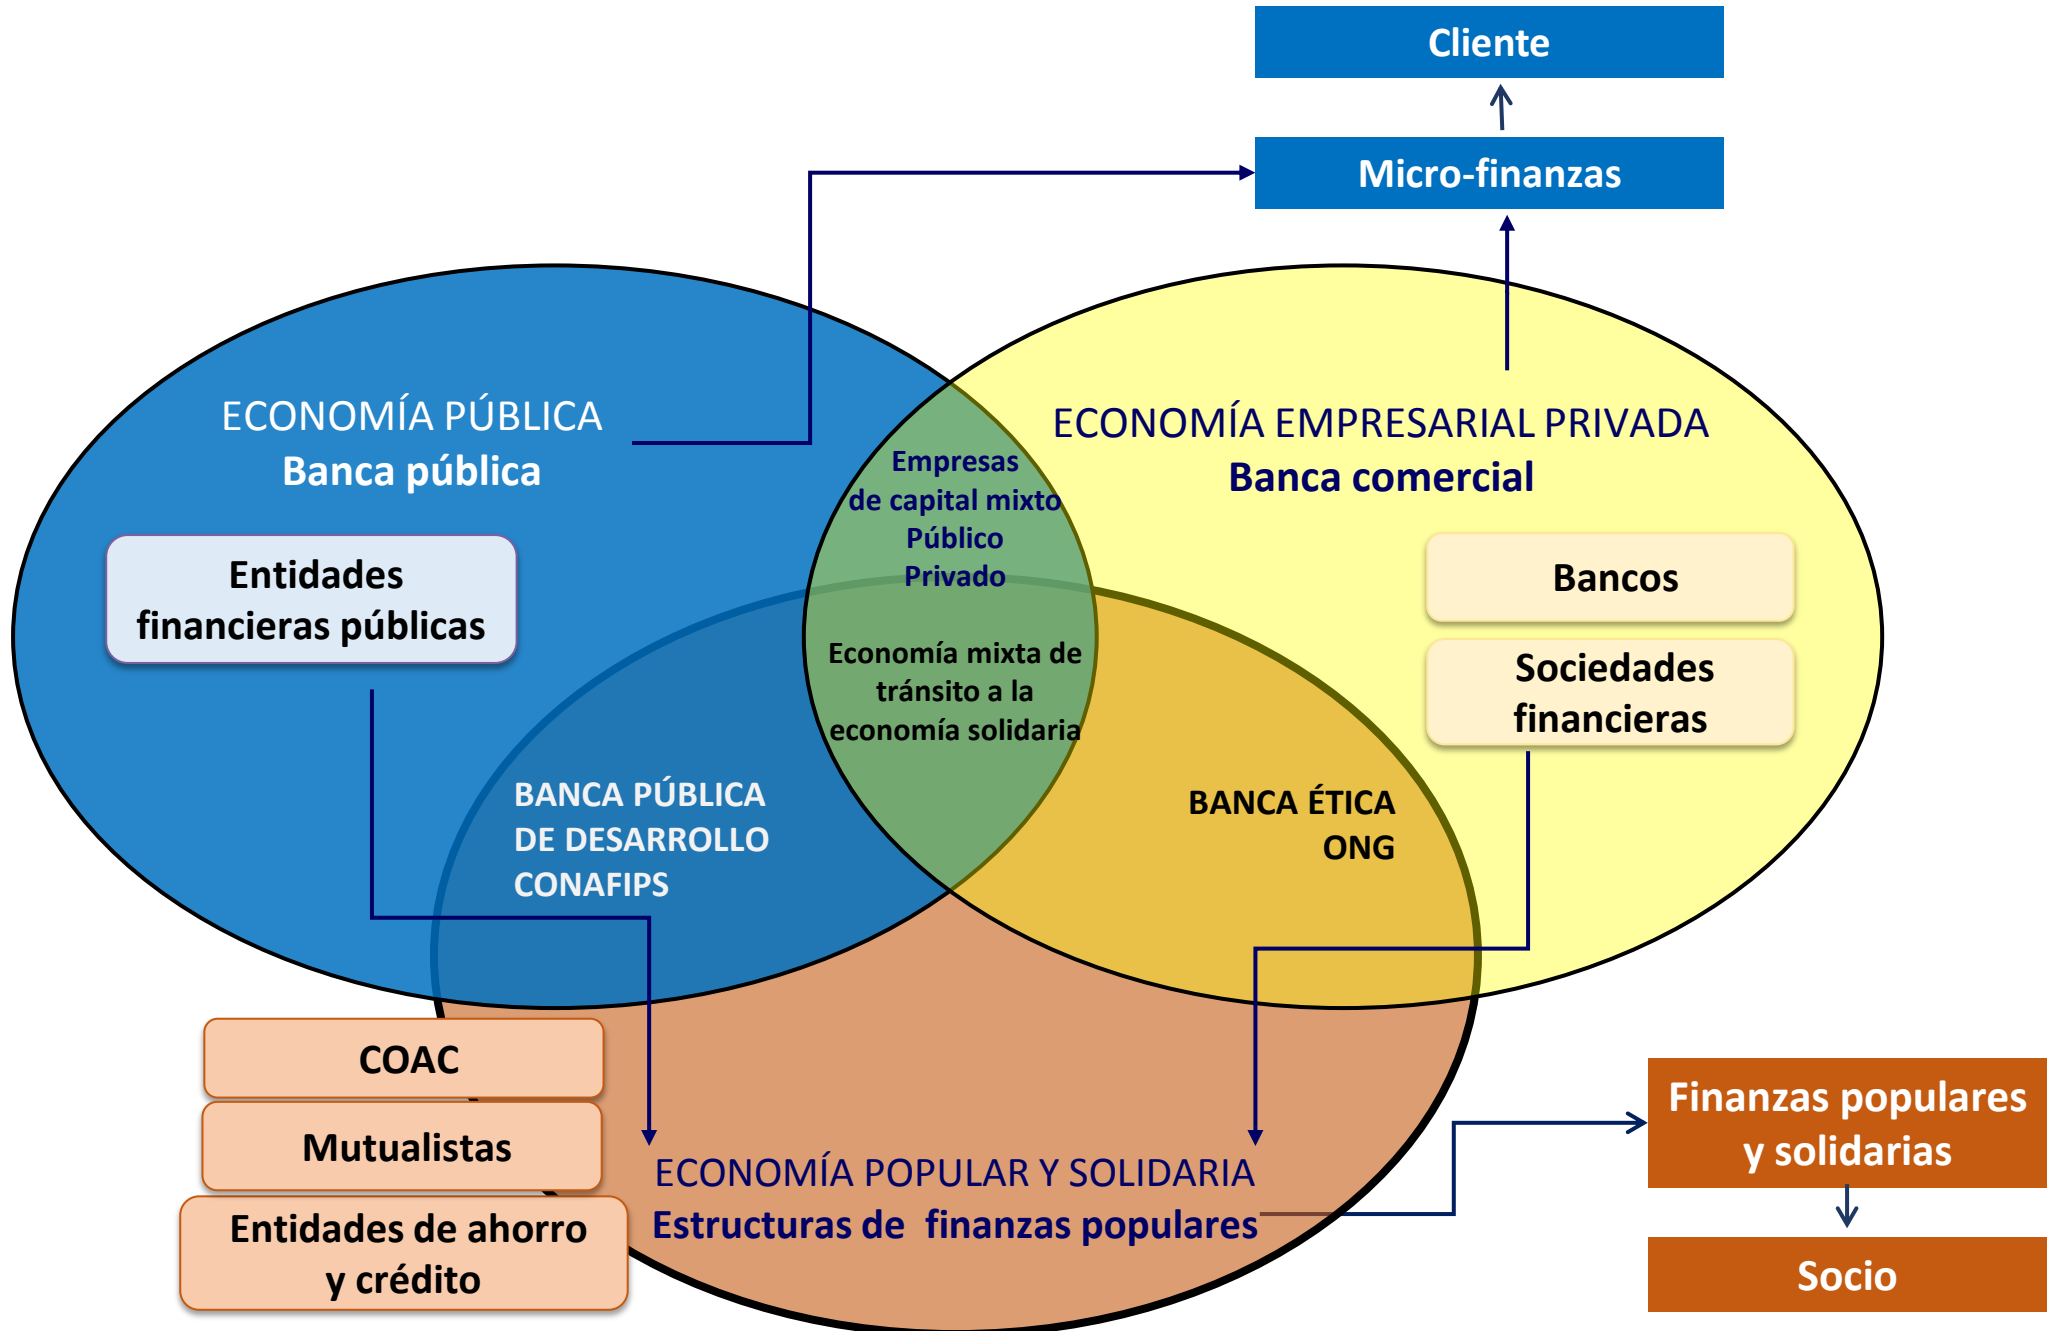 Cliente
Micro-finanzas
ECONOMÍA PÚBLICA
Banca pública
Entidades
financieras públicas
Empresas
de capital mixto
Público
Privado
Economía mixta de
tránsito a la
economía solidaria
ECONOMÍA EMPRESARIAL PRIVADA
Banca comercial
Bancos
Sociedades
financieras
BANCA PÚBLICA
DE DESARROLLO
CONAFIPS
BANCA ÉTICA
ONG
COAC
Mutualistas
Entidades de ahorro
y crédito
ECONOMÍA POPULAR Y SOLIDARIA
Estructuras de finanzas populares
Finanzas populares
y solidarias
Socio